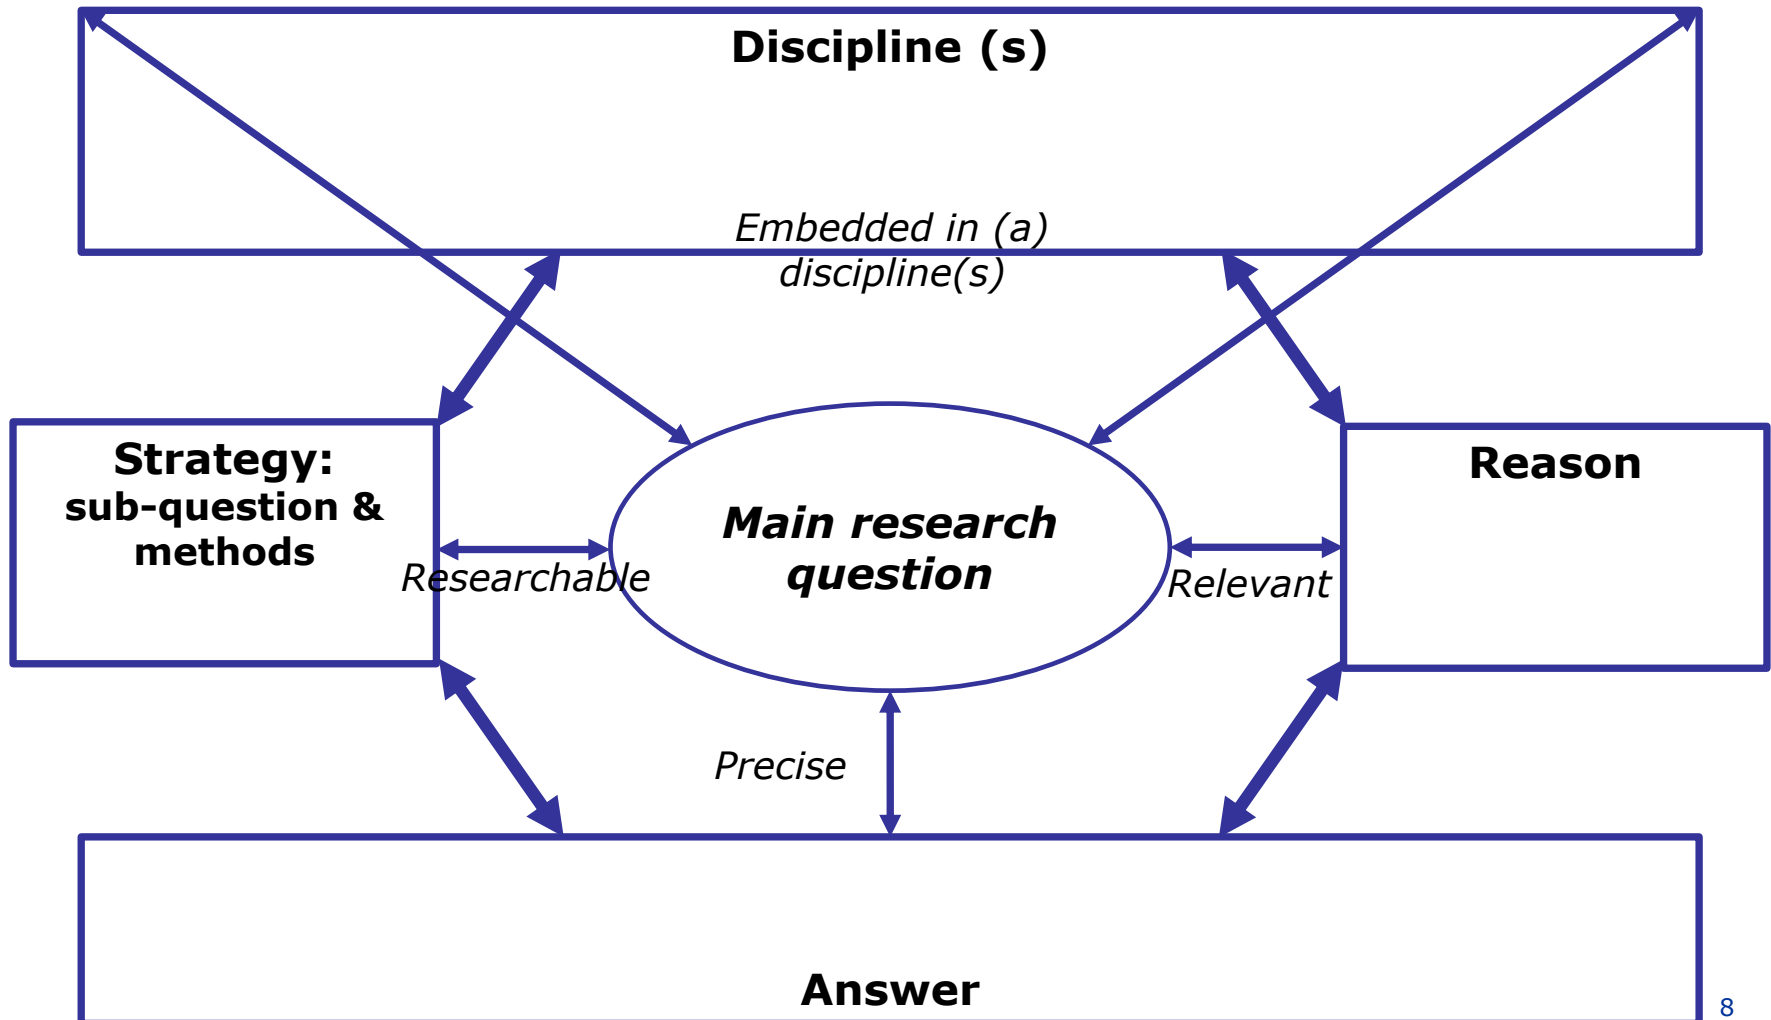 Discipline (s)
Embedded in (a)
discipline(s)
Strategy:
sub-question &
methods
Researchable
Main research
question
Relevant
Reason
Precise
Answer
8